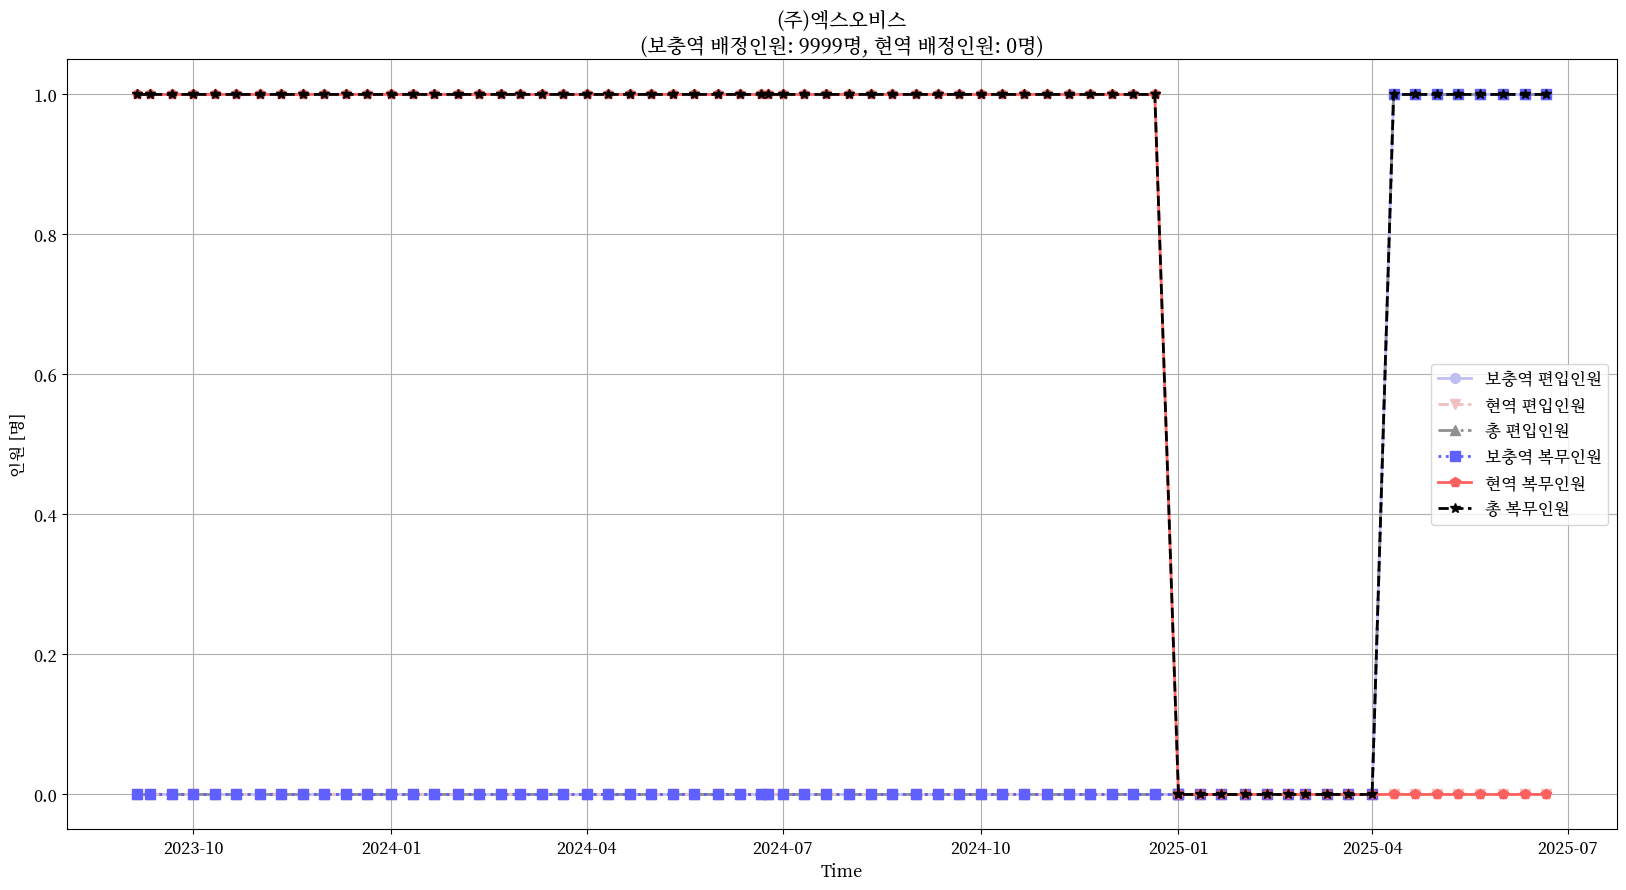 (주)엑스오비스
(보충역 배정인원: 9999명, 현역 배정인원: 0명)
인원 [명]
1.0
0.8
0.6
0.4
0.2
0.0
보충역 편입인원
현역 편입인원
총 편입인원
보충역 복무인원
현역 복무인원
총 복무인원
2023-10
2024-01
2024-04
2024-07
2024-10
2025-01
2025-04
2025-07
Time